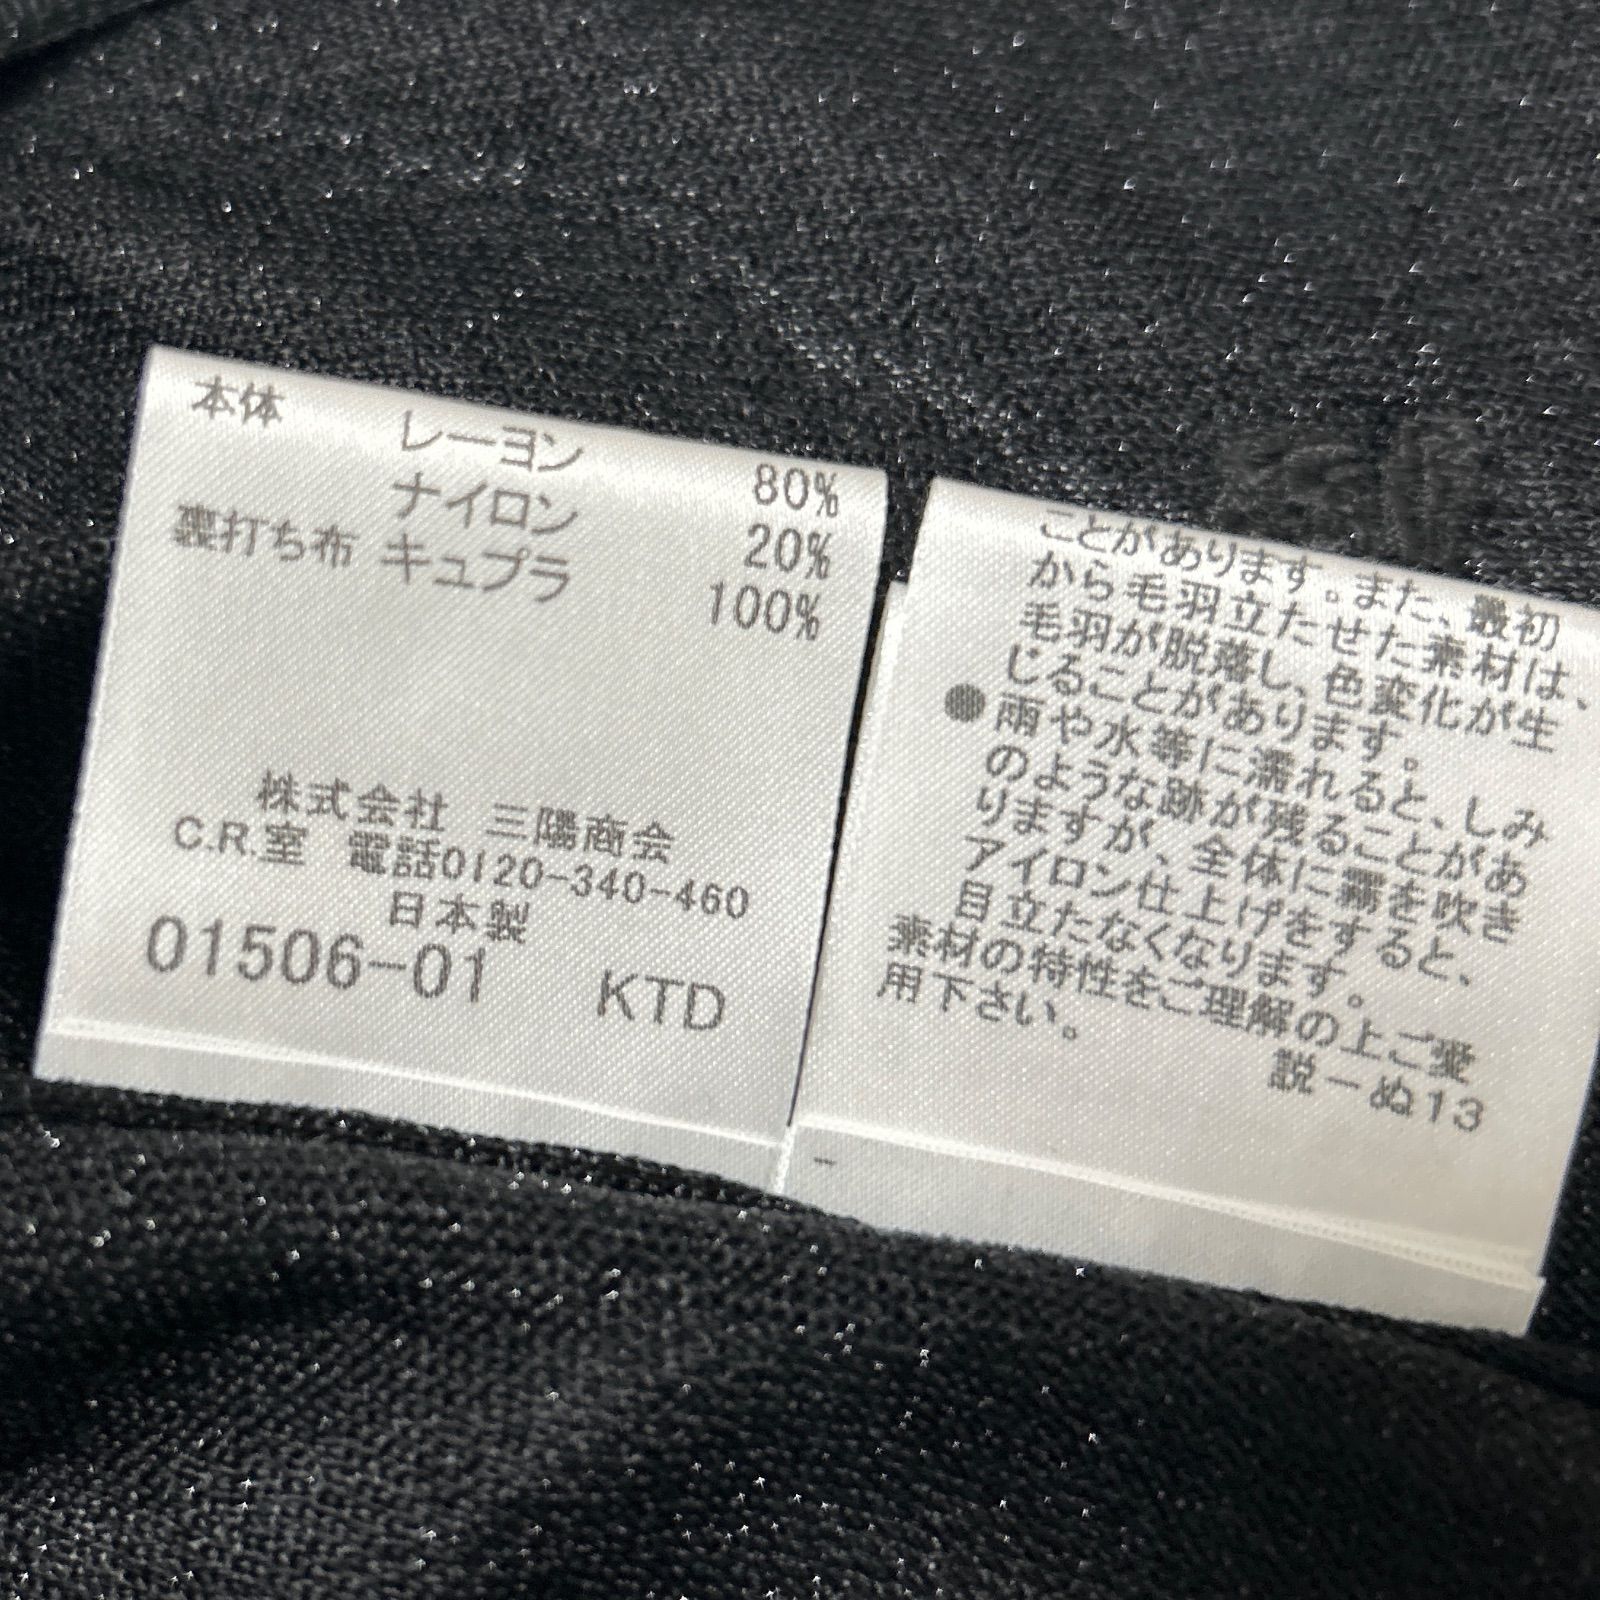 本体 レーヨン 80%
ナイロン 20%
裏打ち布 キュプラ 100%
株式会社 三陽商会
C.R.室 電話0120-340-460
日本製
01506-01 KTD
ことがあります。また、最初
から毛羽立たせた素材は、
毛羽が脱落し、色変化が生
じることがあります。
●雨や水等に濡れると、しみ
のような跡が残ることがあ
りますが、全体に霧を吹き
アイロン仕上げをすると、
目立たなくなります。
素材の特性をご理解の上ご愛
用下さい。
説-ぬ13